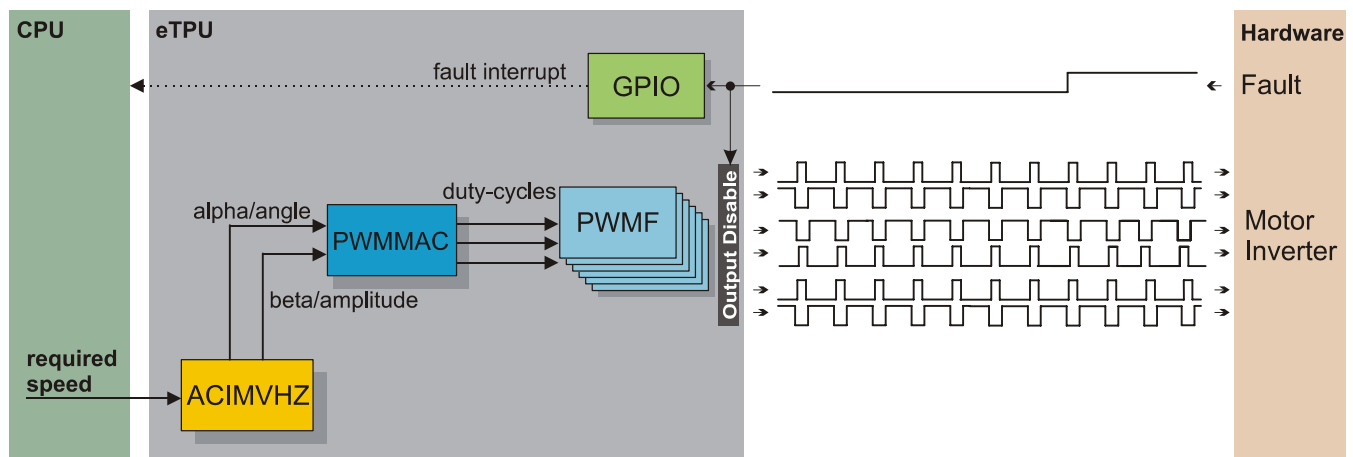 CPU
eTPU
Hardware
fault interrupt
GPIO
Fault
duty-cycles
alpha/angle
PWMMAC
PWMF
Output Disable
Motor
Inverter
beta/amplitude
required
speed
ACIMVHZ